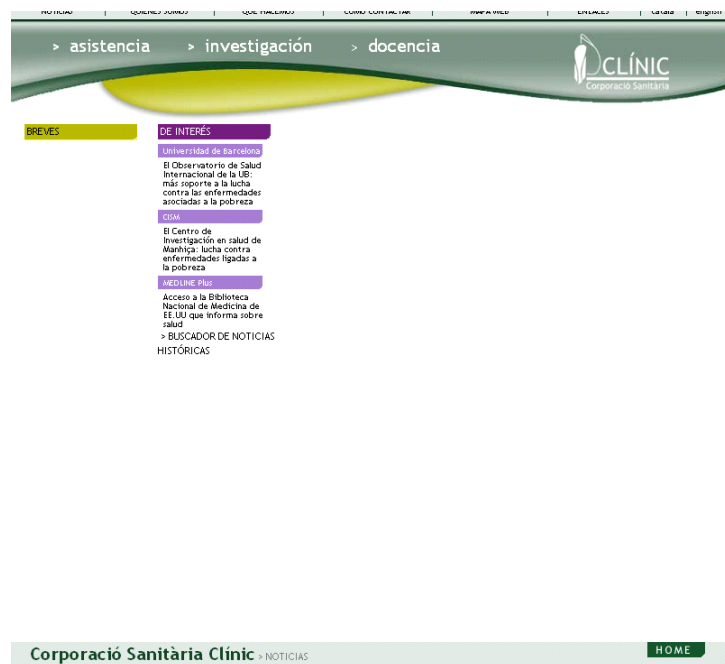 NOTICIAS | QUIENES SOMOS | QUE HACEMOS | COMO CONTACTAR | MAPA WEB | ENLACES | català | english
> asistencia > investigación > docencia
CLÍNIC
Corporació Sanitària
BREVES
DE INTERÉS
Universidad de Barcelona
El Observatorio de Salud
Internacional de la UB:
más soporte a la lucha
contra las enfermedades
asociadas a la pobreza
CISM
El Centro de
Investigación en salud de
Manhiça: lucha contra
enfermedades ligadas a
la pobreza
MEDLINE Plus
Acceso a la Biblioteca
Nacional de Medicina de
EE.UU que informa sobre
salud
> BUSCADOR DE NOTICIAS
HISTÓRICAS
Corporació Sanitària Clínic > NOTICIAS
HOME